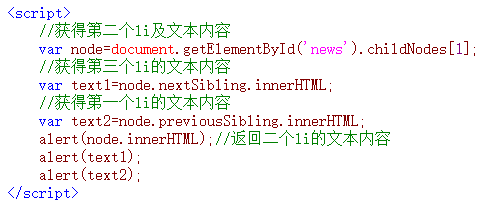 <script>
//获得第二个li及文本内容
var node=document.getElementById('news').childNodes[1];
//获得第三个li的文本内容
var text1=node.nextSibling.innerHTML;
//获得第一个li的文本内容
var text2=node.previousSibling.innerHTML;
alert(node.innerHTML);//返回二个li的文本内容
alert(text1);
alert(text2);
</script>